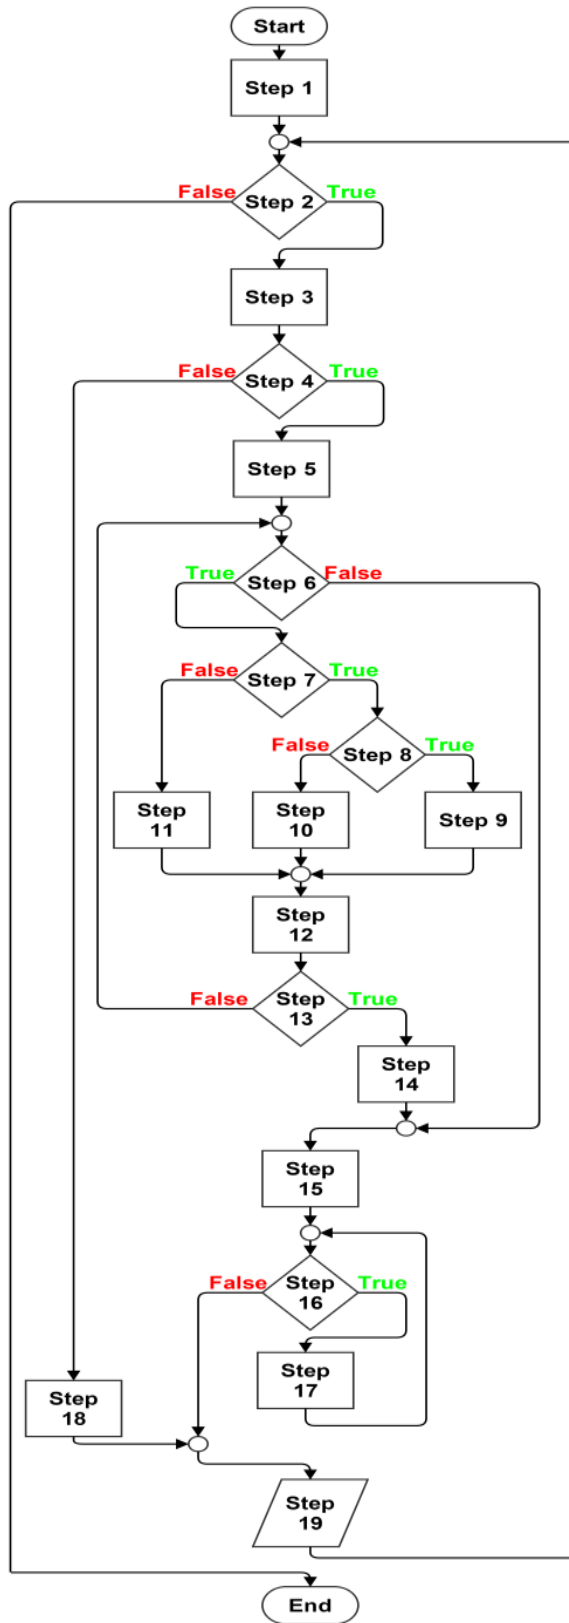 Start
Step 1
False
True
Step 2
Step 3
False
True
Step 4
Step 5
True
False
Step 6
False
True
Step 7
False
True
Step 8
Step
11
Step
10
Step 9
Step
12
False
True
Step
13
Step
14
Step
15
False
True
Step
16
Step
17
Step
18
Step
19
End